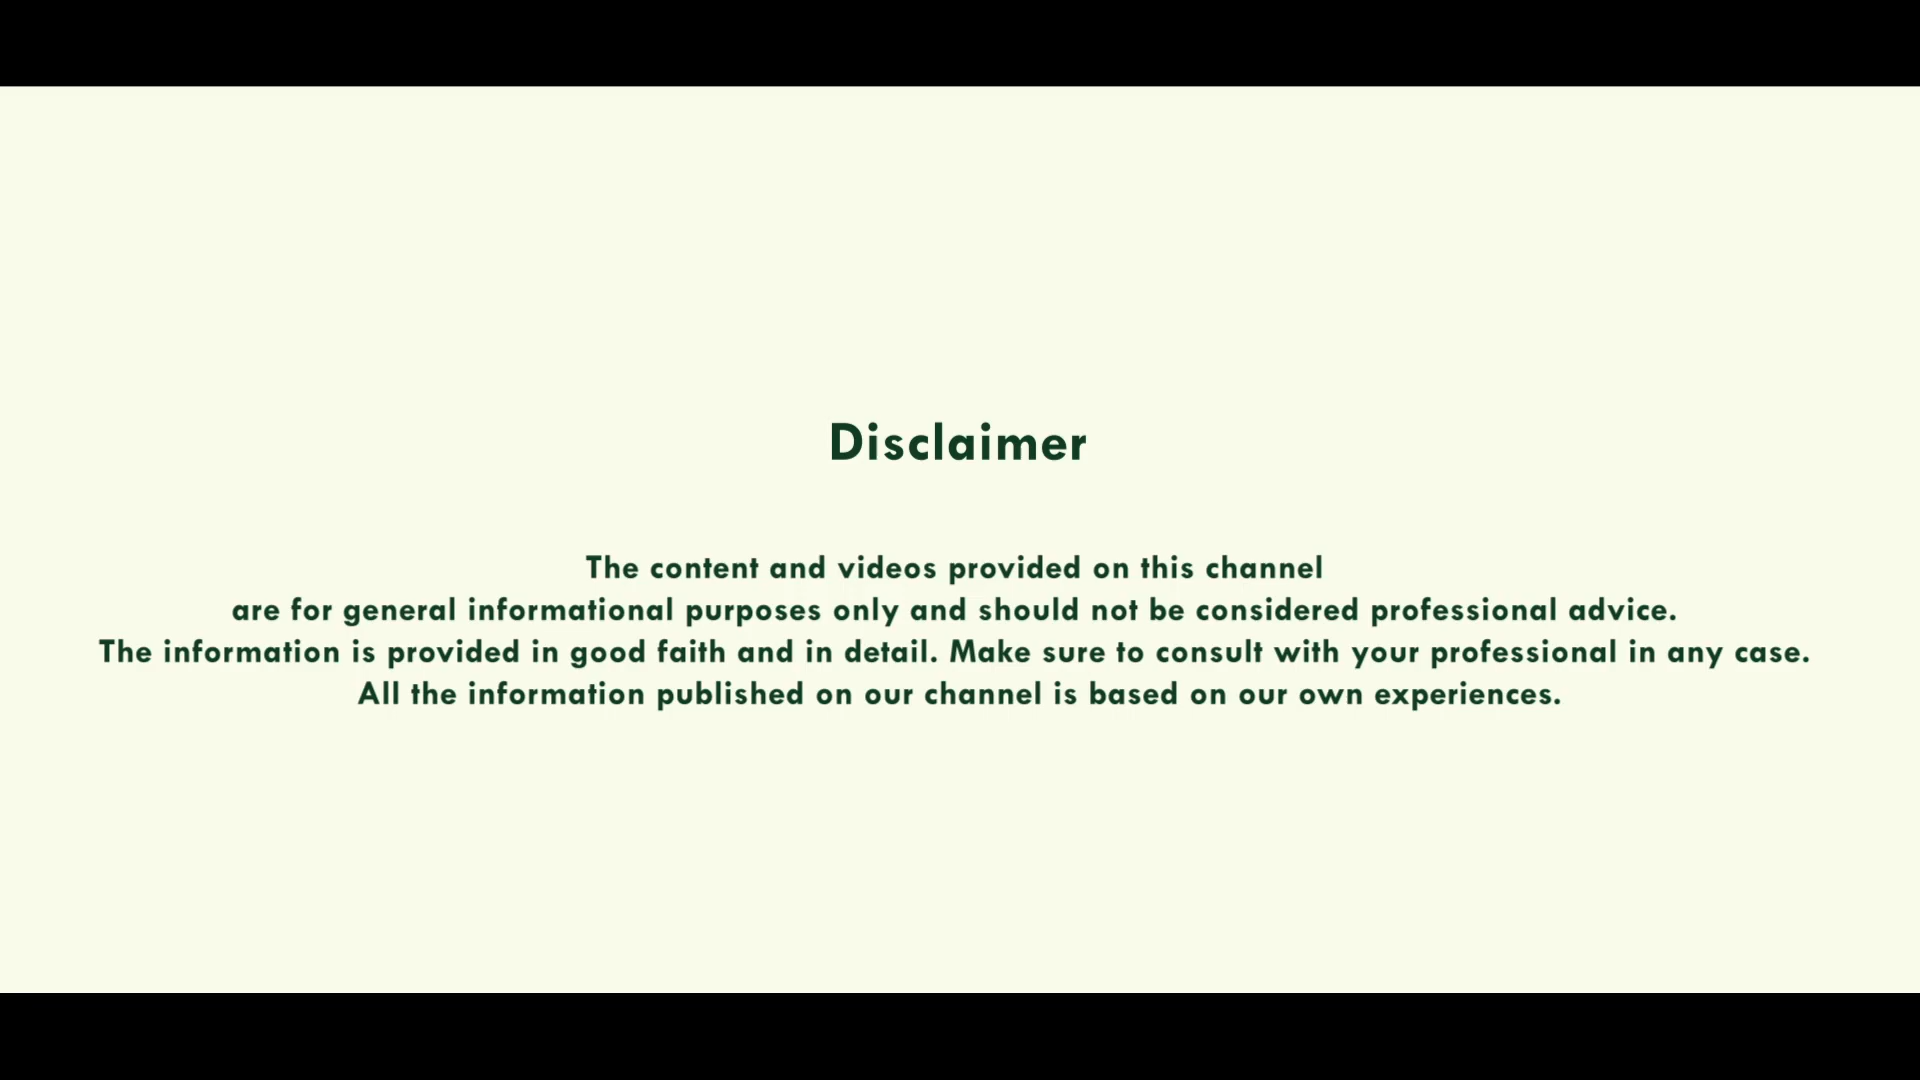 Disclaimer
The content and videos provided on this channel
are for general informational purposes only and should not be considered professional advice.
The information is provided in good faith and in detail. Make sure to consult with your professional in any case.
All the information published on our channel is based on our own experiences.